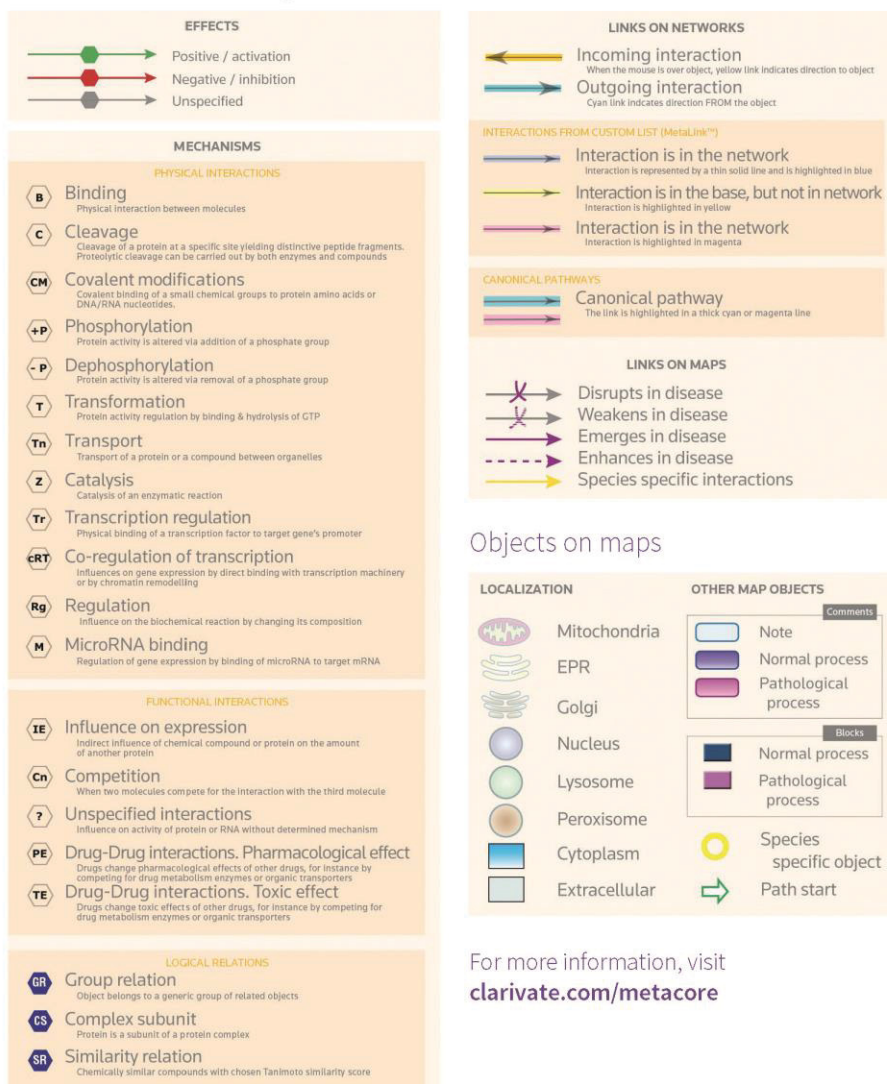 EFFECTS
Positive / activation
Negative / inhibition
Unspecified
MECHANISMS
PHYSICAL INTERACTIONS
B Binding
Physical interaction between molecules
C Cleavage
Cleavage of a protein at a specific site yielding distinctive peptide fragments.
Proteolytic cleavage can be carried out by both enzymes and compounds
CM Covalent modifications
Covalent binding of a small chemical groups to protein amino acids or
DNA/RNA nucleotides.
+P Phosphorylation
Protein activity is altered via addition of a phosphate group
- P Dephosphorylation
Protein activity is altered via removal of a phosphate group
T Transformation
Protein activity regulation by binding & hydrolysis of GTP
Tn Transport
Transport of a protein or a compound between organelles
Z Catalysis
Catalysis of an enzymatic reaction
Tr Transcription regulation
Physical binding of a transcription factor to target gene's promoter
cRT Co-regulation of transcription
Influences on gene expression by direct binding with transcription machinery
or by chromatin remodelling
Rg Regulation
Influence on the biochemical reaction by changing its composition
M MicroRNA binding
Regulation of gene expression by binding of microRNA to target mRNA
FUNCTIONAL INTERACTIONS
IE Influence on expression
Indirect influence of chemical compound or protein on the amount
of another protein
Cn Competition
When two molecules compete for the interaction with the third molecule
? Unspecified interactions
Influence on activity of protein or RNA without determined mechanism
PE Drug-Drug interactions. Pharmacological effect
Drugs change pharmacological effects of other drugs, for instance by
competing for drug metabolism enzymes or organic transporters
TE Drug-Drug interactions. Toxic effect
Drugs change toxic effects of other drugs, for instance by competing for
drug metabolism enzymes or organic transporters
LOGICAL RELATIONS
GR Group relation
Object belongs to a generic group of related objects
CS Complex subunit
Protein is a subunit of a protein complex
SR Similarity relation
Chemically similar compounds with chosen Tanimoto similarity score
LINKS ON NETWORKS
Incoming interaction
When the mouse is over object, yellow link indicates direction to object
Outgoing interaction
Cyan link indcates direction FROM the object
INTERACTIONS FROM CUSTOM LIST (MetaLink™)
Interaction is in the network
Interaction is represented by a thin solid line and is highlighted in blue
Interaction is in the base, but not in network
Interaction is highlighted in yellow
Interaction is in the network
Interaction is highlighted in magenta
CANONICAL PATHWAYS
Canonical pathway
The link is highlighted in a thick cyan or magenta line
LINKS ON MAPS
Disrupts in disease
Weakens in disease
Emerges in disease
Enhances in disease
Species specific interactions
Objects on maps
LOCALIZATION
Mitochondria
EPR
Golgi
Nucleus
Lysosome
Peroxisome
Cytoplasm
Extracellular
OTHER MAP OBJECTS
Comments
Note
Normal process
Pathological
process
Blocks
Normal process
Pathological
process
Species
specific object
Path start
For more information, visit
clarivate.com/metacore